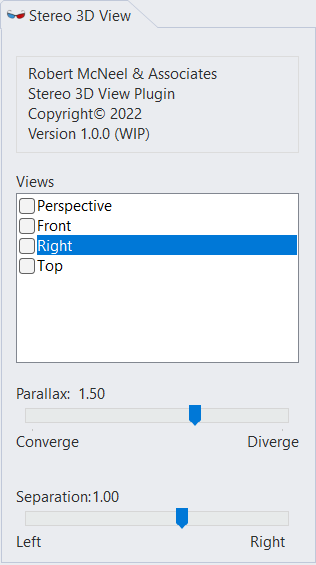 Stereo 3D View
Robert McNeel & Associates
Stereo 3D View Plugin
Copyright© 2022
Version 1.0.0 (WIP)
Views
Perspective
Front
Right
Top
Parallax: 1.50
Converge Diverge
Separation:1.00
Left Right